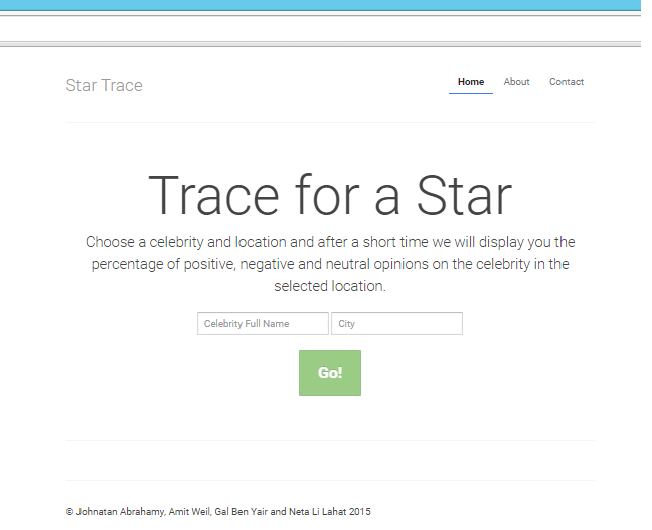 Star Trace
Home About Contact
Trace for a Star
Choose a celebrity and location and after a short time we will display you the
percentage of positive, negative and neutral opinions on the celebrity in the
selected location.
Celebrity Full Name
City
Go!
© Johnatan Abrahamy, Amit Weil, Gal Ben Yair and Neta Li Lahat 2015